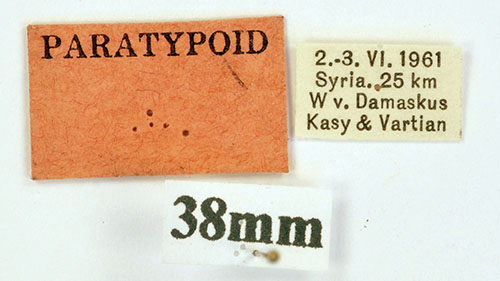 PARATYPOID
2.-3. VI. 1961
Syria. 25 km
W v. Damaskus
Kasy & Vartian
38mm